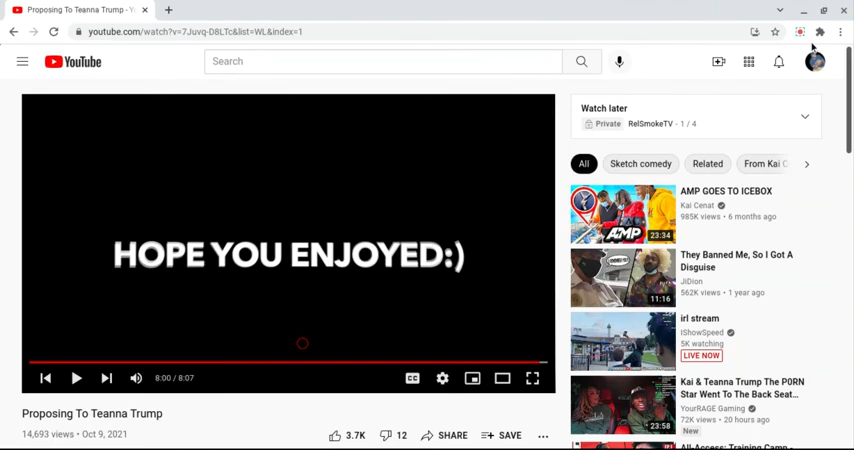 Proposing To Teanna Trump - Y
youtube.com/watch?v=7Juvq-D8LTc&list=WL&index=1
YouTube
Search
HOPE YOU ENJOYED:)
8:00 / 8:07
Proposing To Teanna Trump
14,693 views • Oct 9, 2021
3.7K
12
SHARE
SAVE
Watch later
Private RelSmokeTV - 1 / 4
All
Sketch comedy
Related
From Kai C
AMP GOES TO ICEBOX
Kai Cenat
985K views • 6 months ago
AMP
23:34
They Banned Me, So I Got A
Disguise
JiDion
562K views • 1 year ago
11:16
irl stream
IShowSpeed
5K watching
LIVE NOW
Kai & Teanna Trump The P0RN
Star Went To The Back Seat...
YourRAGE Gaming
72K views • 20 hours ago
New
23:58
All-Access: Training Camp -